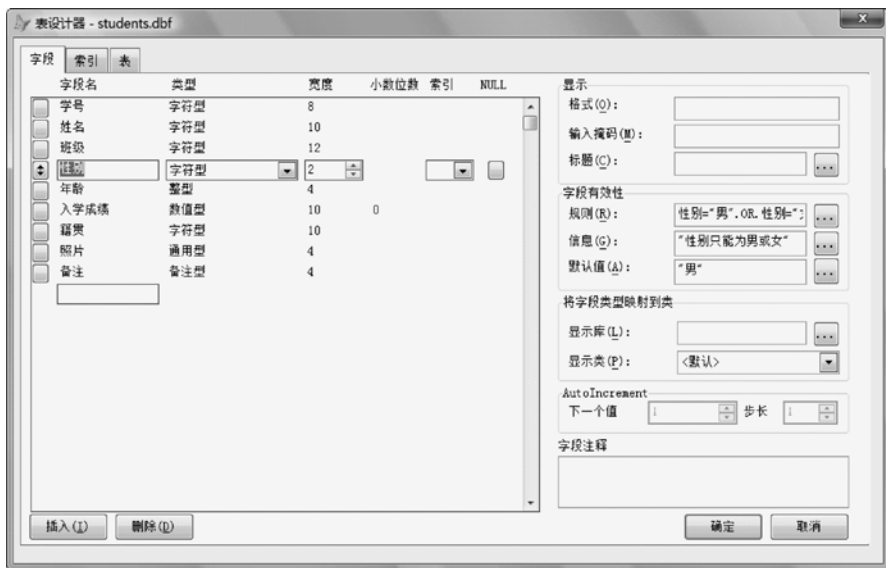 表设计器 - students.dbf
x
字段 索引 表
字段名 类型 宽度 小数位数 索引 NULL
学号 字符型 8
姓名 字符型 10
班级 字符型 12
性别 字符型 2
年龄 整型 4
入学成绩 数值型 10 0
籍贯 字符型 10
照片 通用型 4
备注 备注型 4
插入(I) 删除(D)
显示
格式(O):
输入掩码(M):
标题(C): ...
字段有效性
规则(R): 性别="男".OR.性别=" ...
信息(G): "性别只能为男或女" ...
默认值(A): "男" ...
将字段类型映射到类
显示库(L): ...
显示类(P): <默认>
AutoIncrement
下一个值 1 步长 1
字段注释
确定 取消